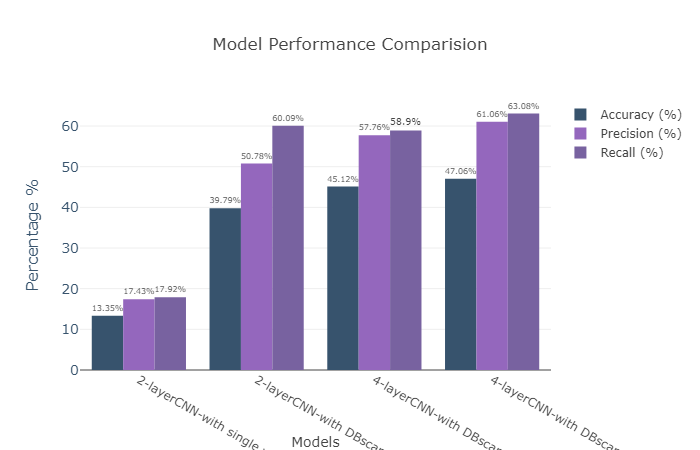 Model Performance Comparision
60
50
40
30
20
10
0
Percentage %
13.35%
17.43%
17.92%
39.79%
50.78%
60.09%
45.12%
57.76%
58.9%
47.06%
61.06%
63.08%
Accuracy (%)
Precision (%)
Recall (%)
2-layerCNN-with single
2-layerCNN-with DBscan
4-layerCNN-with DBscan
4-layerCNN-with DBscan
Models